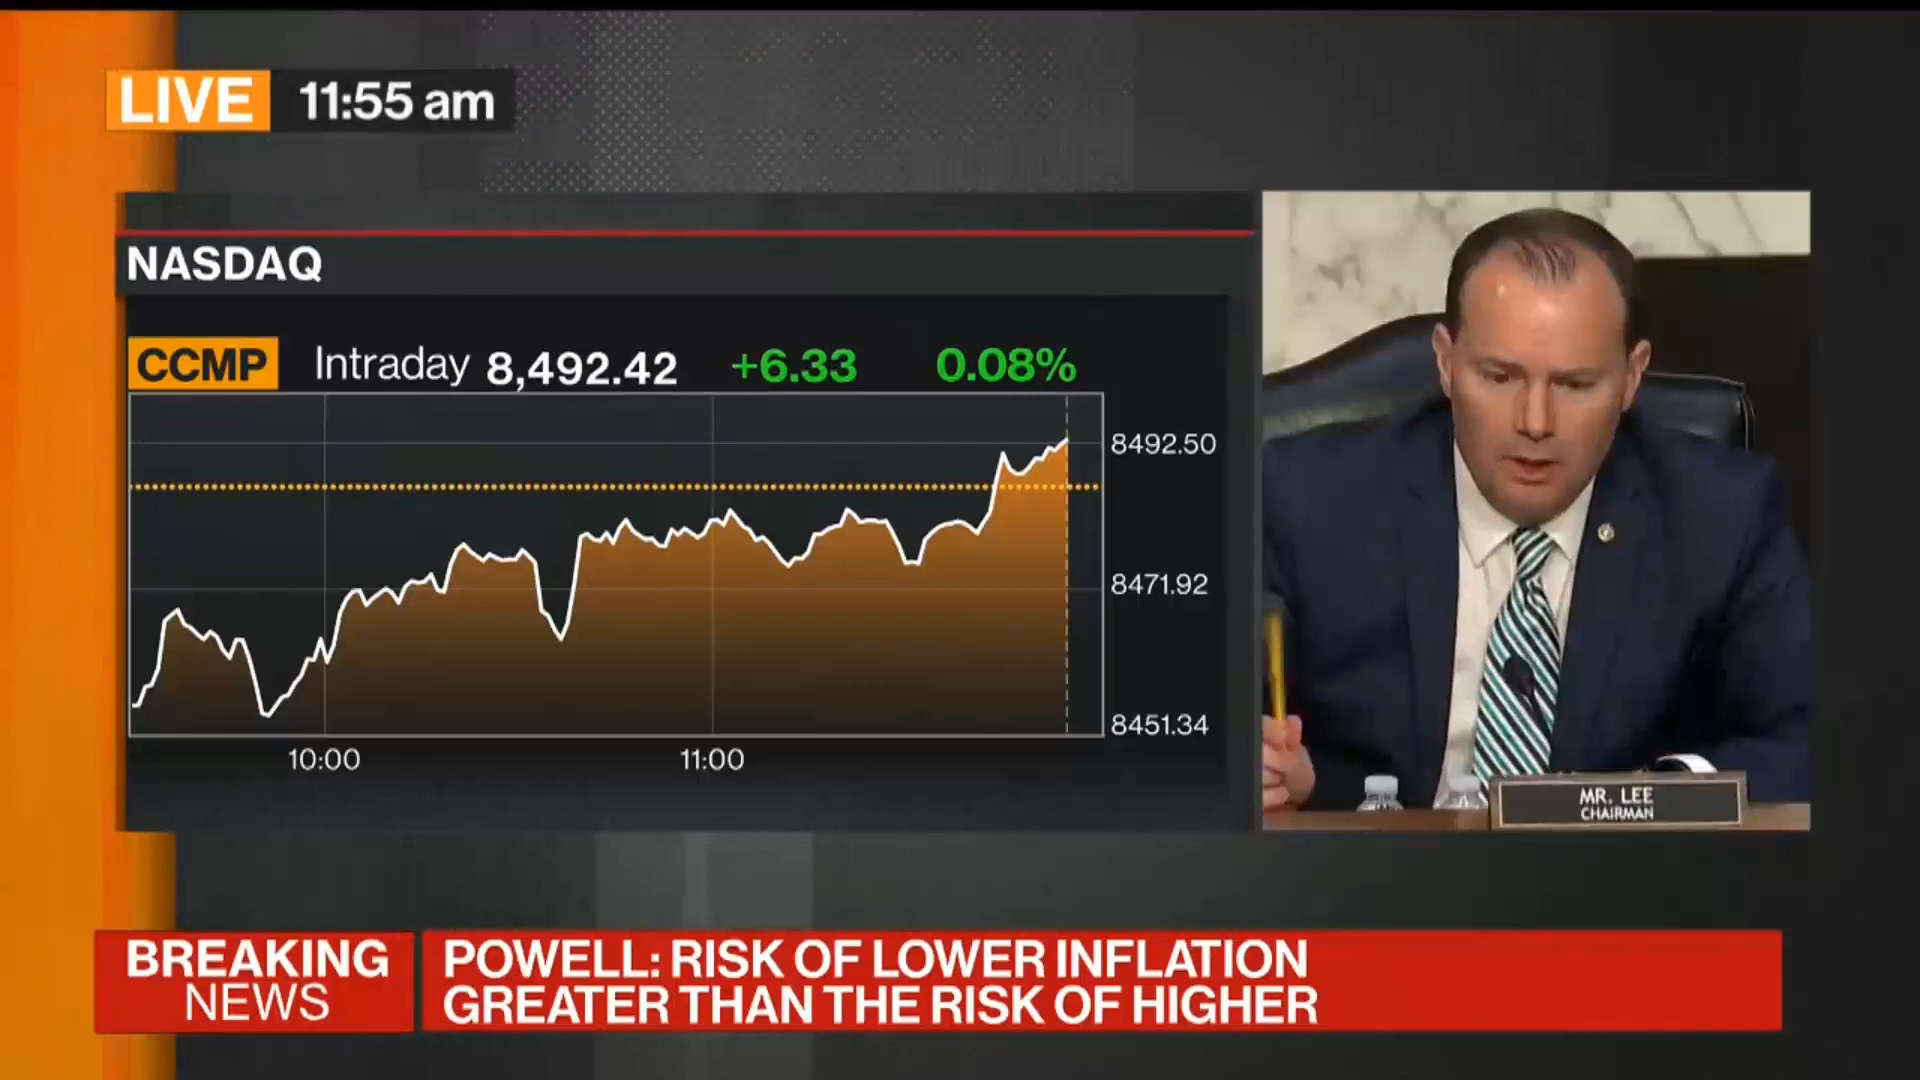 LIVE 11:55 am
NASDAQ
CCMP Intraday 8,492.42 +6.33 0.08%
8492.50
8471.92
8451.34
10:00 11:00
MR. LEE
CHAIRMAN
BREAKING
NEWS
POWELL: RISK OF LOWER INFLATION
GREATER THAN THE RISK OF HIGHER